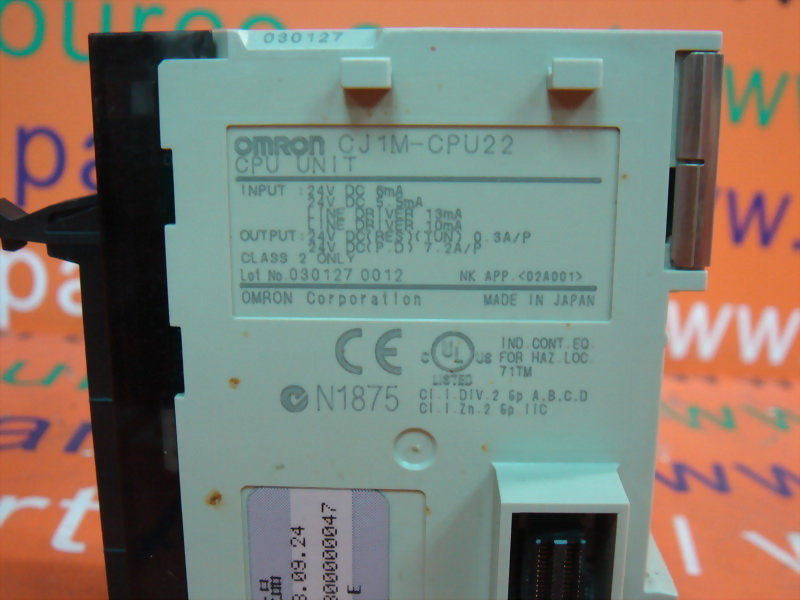 030127
OMRON CJ1M-CPU22
CPU UNIT
INPUT :24V DC 6mA
24V DC 5.5mA
LINE DRIVER 13mA
LINE DRIVER 10mA
OUTPUT:24V DC(RES)(TUN) 0.3A/P
24V DC(P.D) 7.2A/P
CLASS 2 ONLY
Lot No.030127 0012 NK APP.<02A001>
OMRON Corporation MADE IN JAPAN
CE
C UL US
LISTED
IND.CONT.EQ.
FOR HAZ.LOC.
71TM
N1875
Cl.I.DIV.2 Gp A,B,C,D
Cl.I.Zn.2 Gp IIC